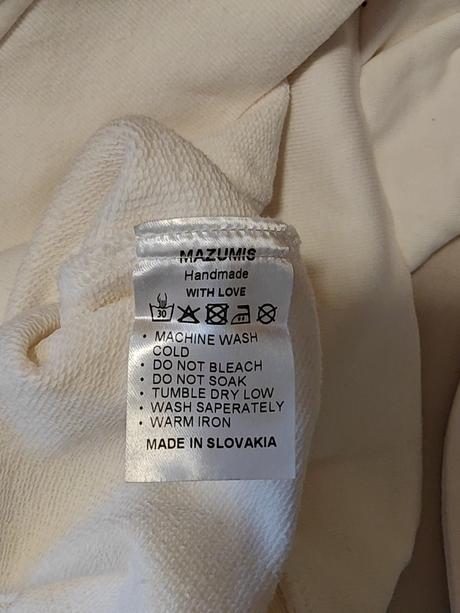 MAZUMIS
Handmade
WITH LOVE
30
• MACHINE WASH
COLD
• DO NOT BLEACH
• DO NOT SOAK
• TUMBLE DRY LOW
• WASH SAPERATELY
• WARM IRON
MADE IN SLOVAKIA